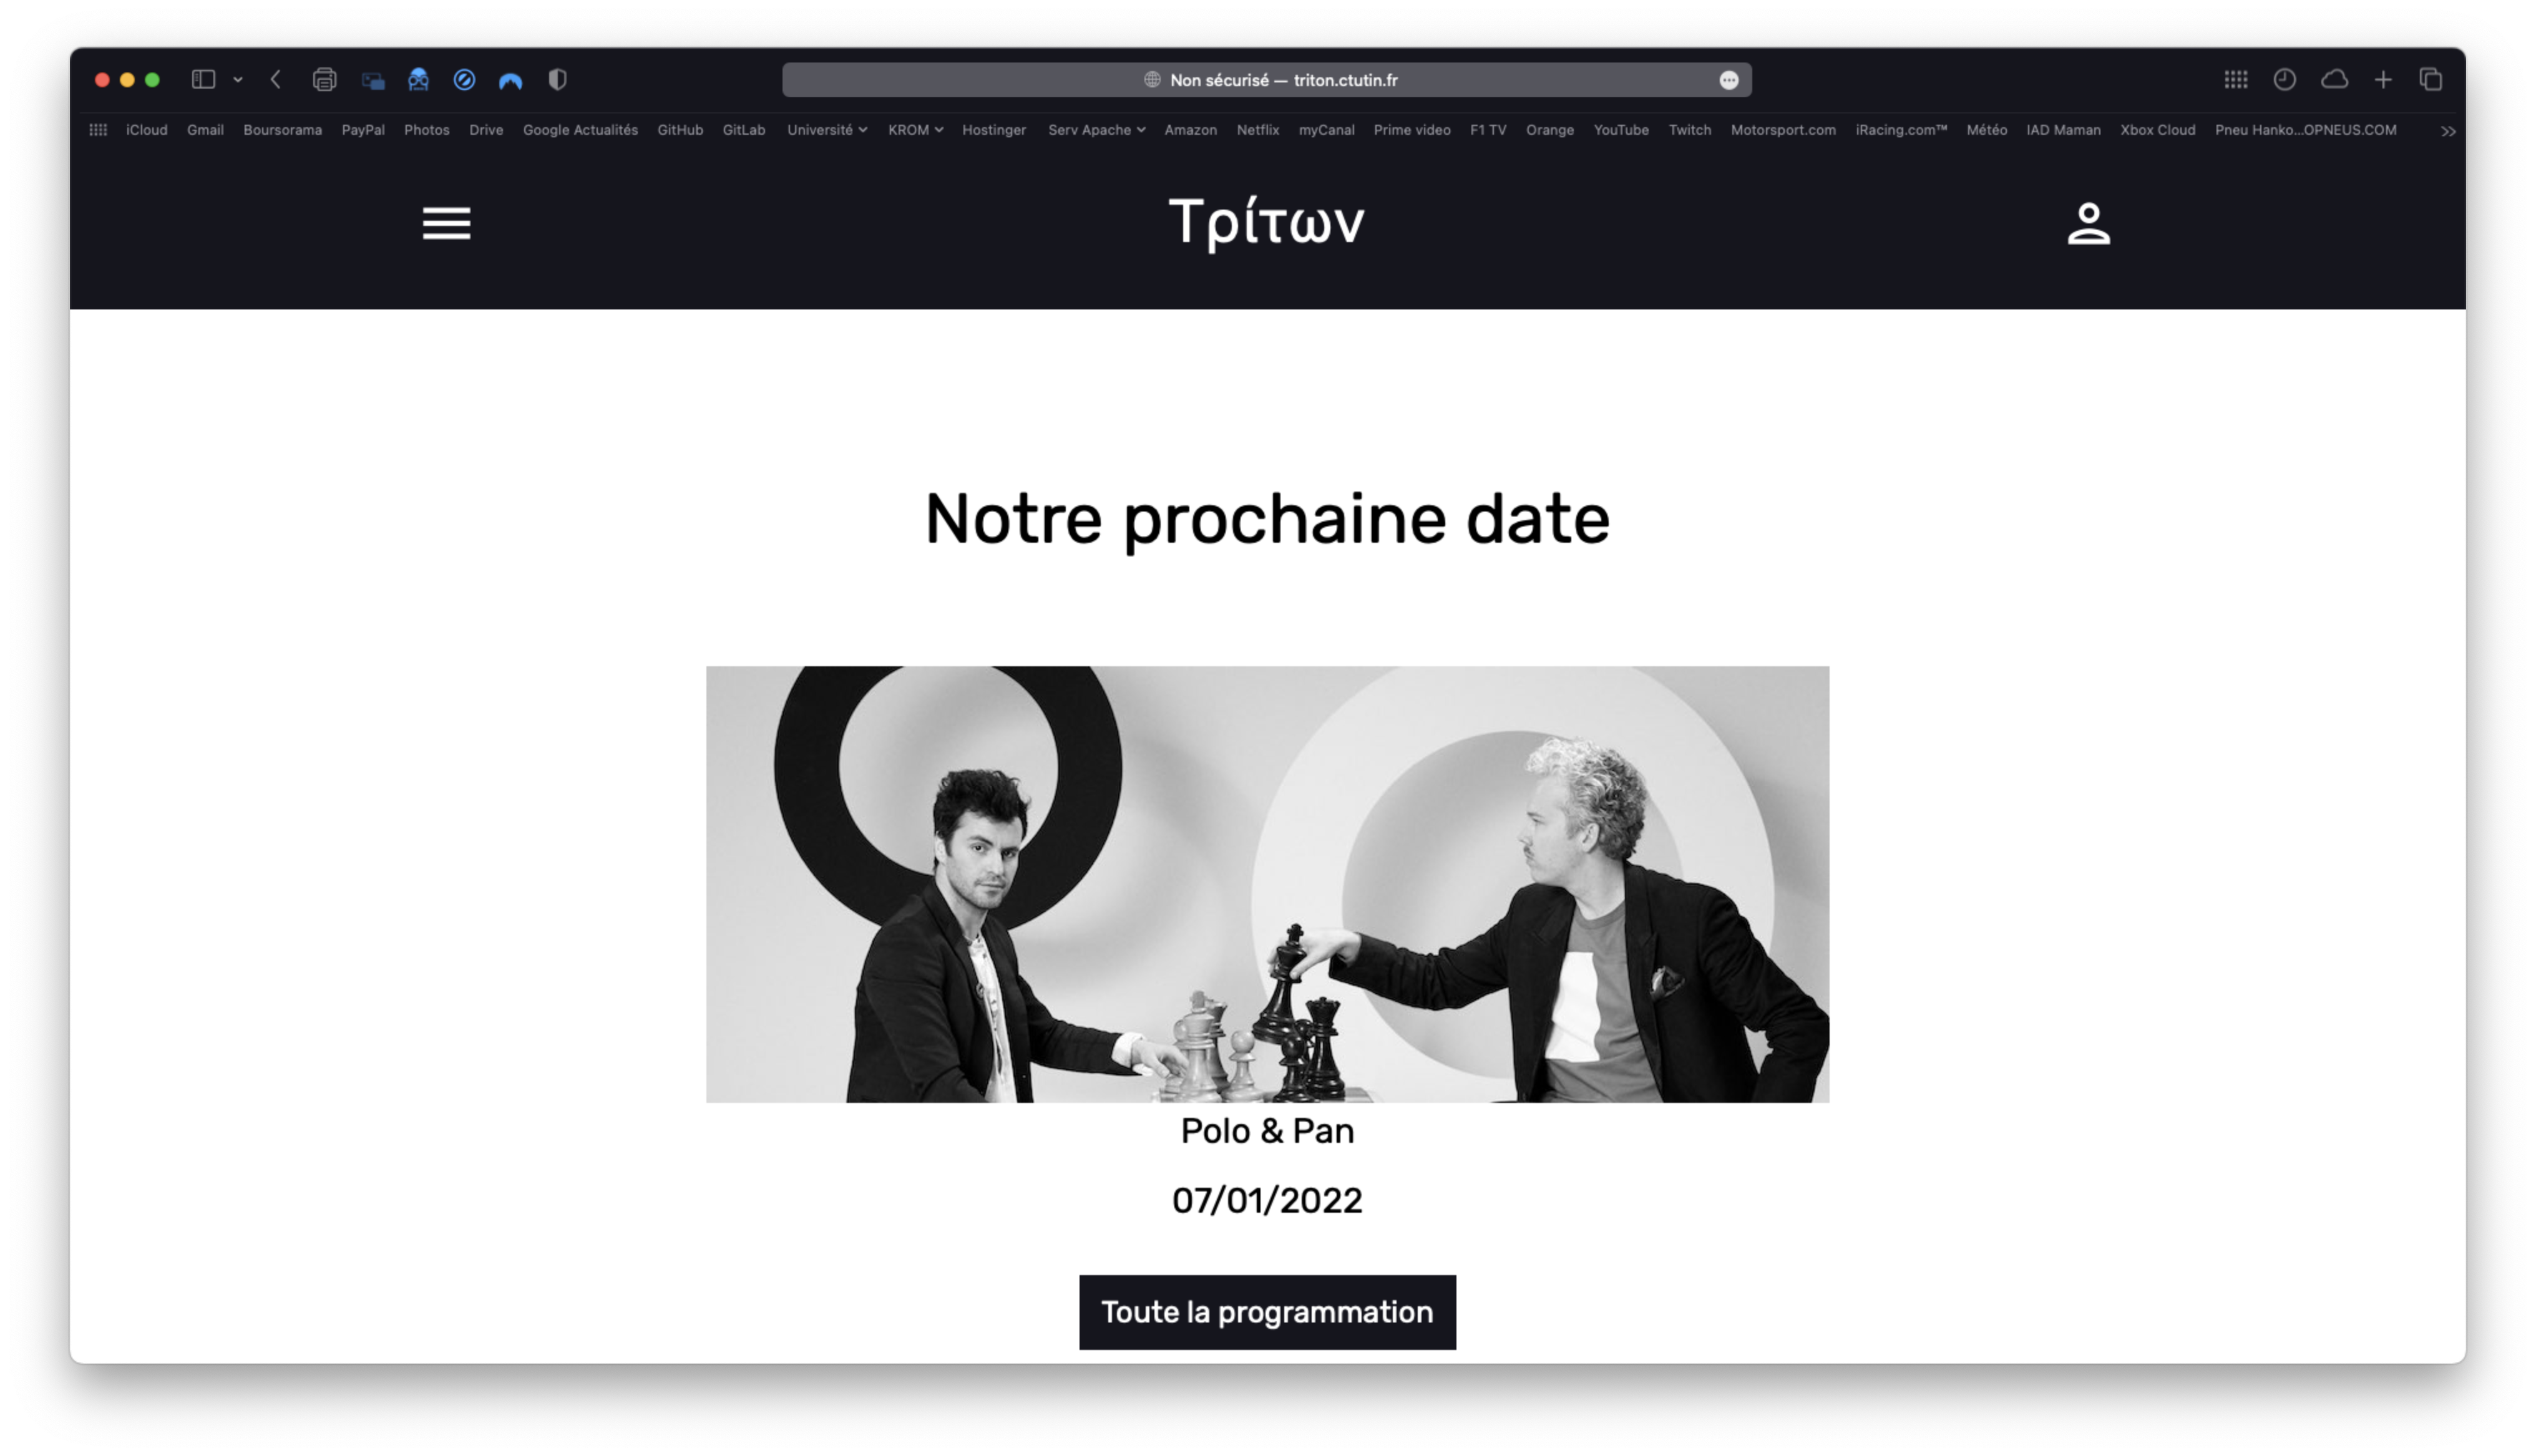 Non sécurisé — triton.ctutin.fr
iCloud Gmail Boursorama PayPal Photos Drive Google Actualités GitHub GitLab Université KROM Hostinger Serv Apache Amazon Netflix myCanal Prime video F1 TV Orange YouTube Twitch Motorsport.com iRacing.com™ Météo IAD Maman Xbox Cloud Pneu Hanko...OPNEUS.COM
Τρίτων
Notre prochaine date
Polo & Pan
07/01/2022
Toute la programmation